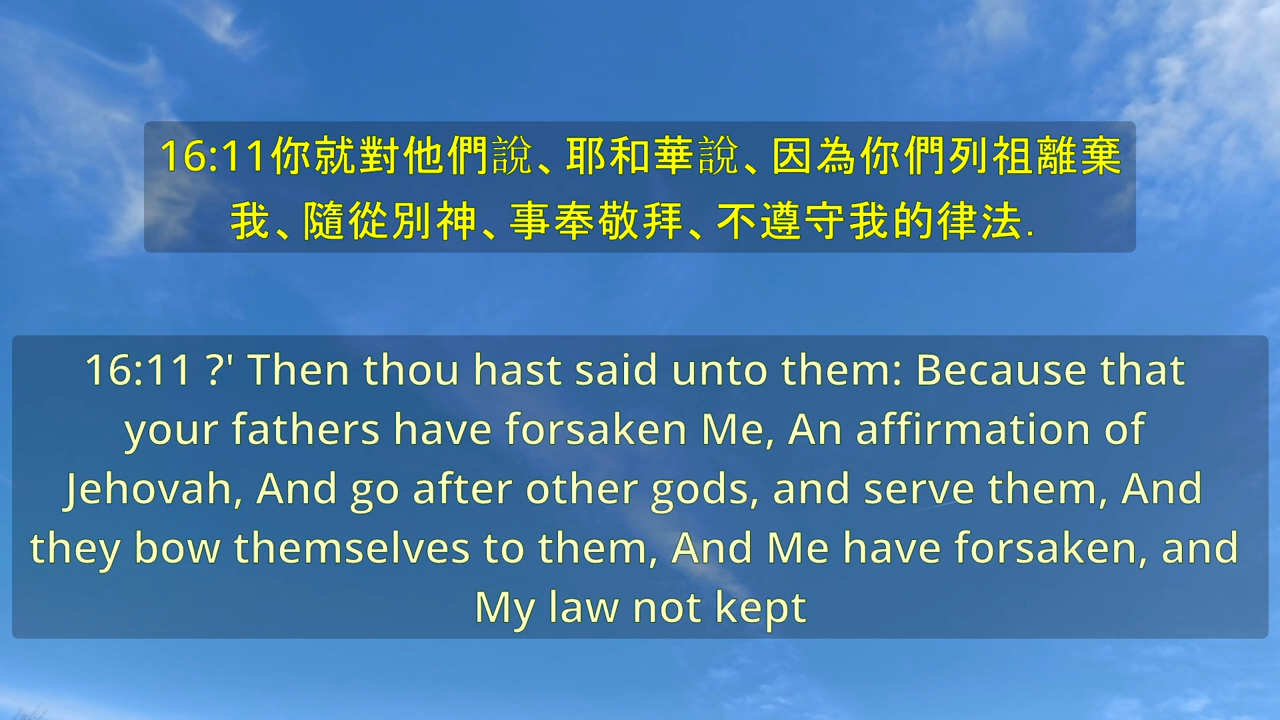 16:11你就對他們說、耶和華說、因為你們列祖離棄
我、隨從別神、事奉敬拜、不遵守我的律法.
16:11 ?' Then thou hast said unto them: Because that
your fathers have forsaken Me, An affirmation of
Jehovah, And go after other gods, and serve them, And
they bow themselves to them, And Me have forsaken, and
My law not kept